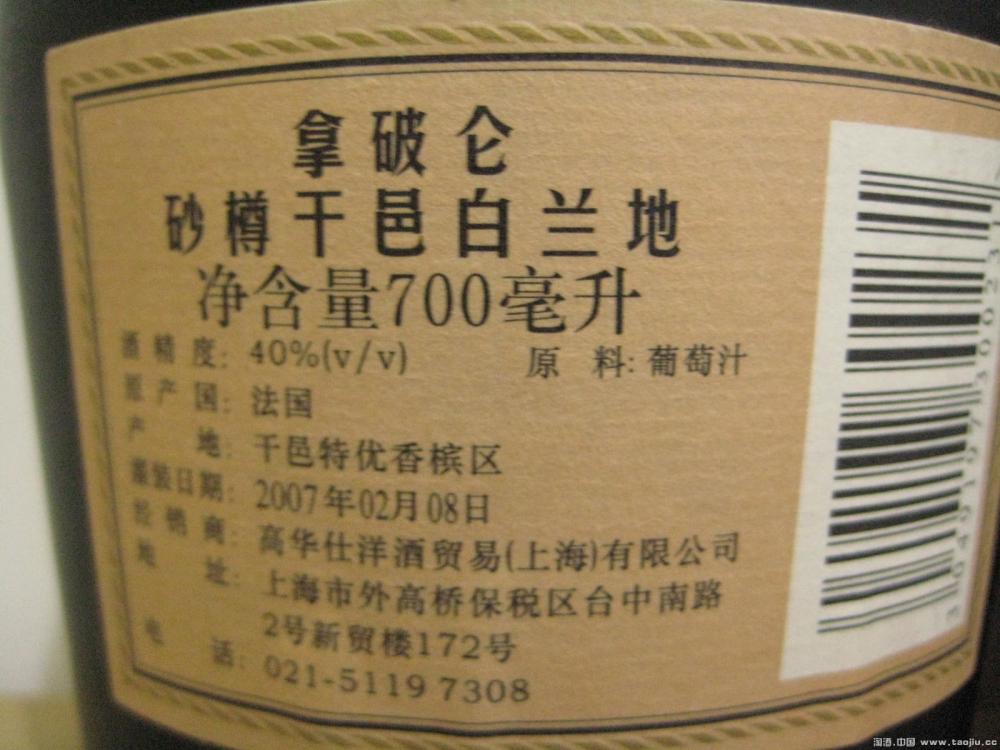 拿破仑
砂樽干邑白兰地
净含量700毫升
酒精度: 40%(v/v) 原料: 葡萄汁
原产国: 法国
产地: 干邑特优香槟区
灌装日期: 2007年02月08日
经销商: 高华仕洋酒贸易(上海)有限公司
地址: 上海市外高桥保税区台中南路
2号新贸楼172号
电话: 021-5119 7308
淘酒.中国 www.taojiu.cc